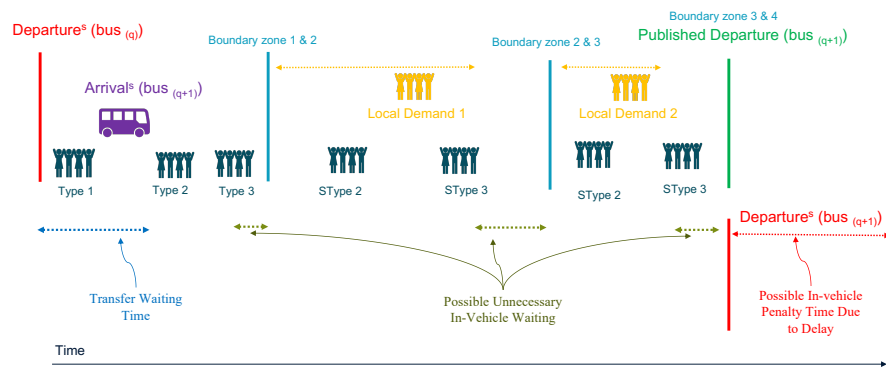 Departureˢ (bus (q))
Boundary zone 1 & 2
Boundary zone 2 & 3
Boundary zone 3 & 4
Published Departure (bus (q+1))
Arrivalˢ (bus (q+1))
Local Demand 1
Local Demand 2
Type 1
Type 2
Type 3
SType 2
SType 3
SType 2
SType 3
Departureˢ (bus (q+1))
Transfer Waiting
Time
Possible Unnecessary
In-Vehicle Waiting
Possible In-vehicle
Penalty Time Due
to Delay
Time